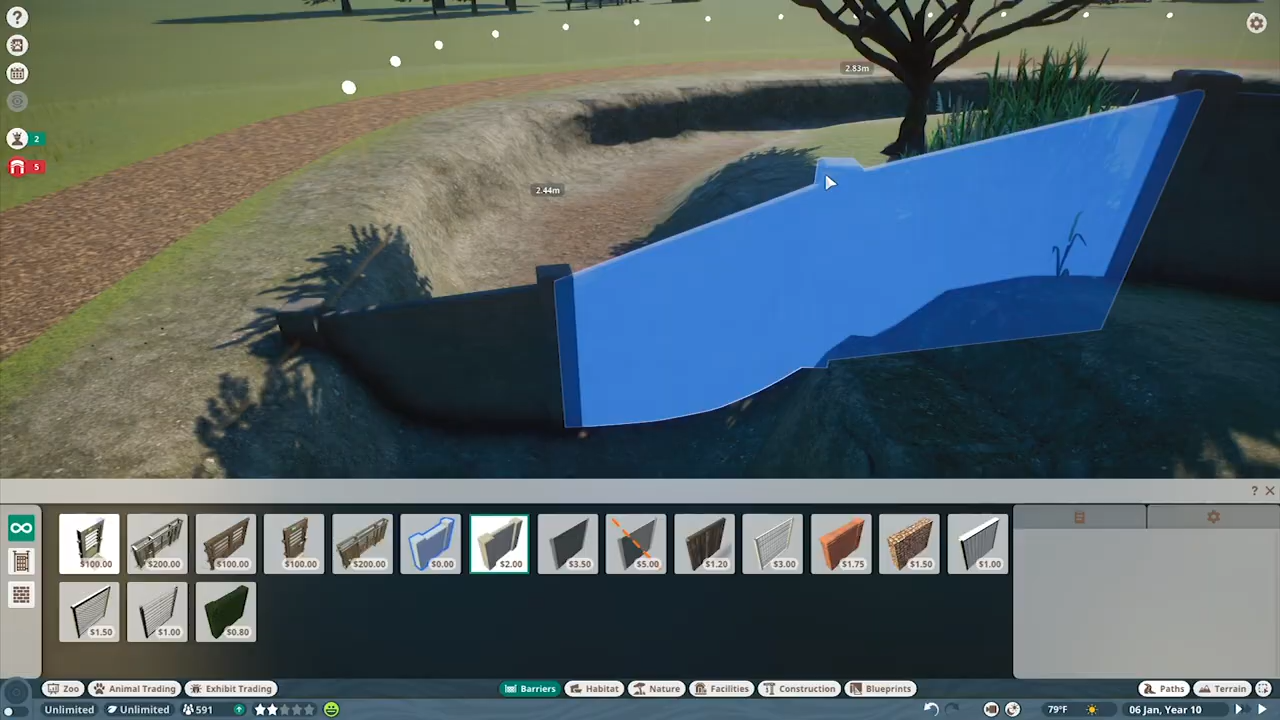 ?
2
5
2.83m
2.44m
?
$100.00 $200.00 $100.00 $100.00 $200.00 $0.00 $2.00 $3.50 $5.00 $1.20 $3.00 $1.75 $1.50 $1.00
$1.50 $1.00 $0.80
Zoo Animal Trading Exhibit Trading Barriers Habitat Nature Facilities Construction Blueprints Paths Terrain
Unlimited Unlimited 591 79°F 06 Jan, Year 10